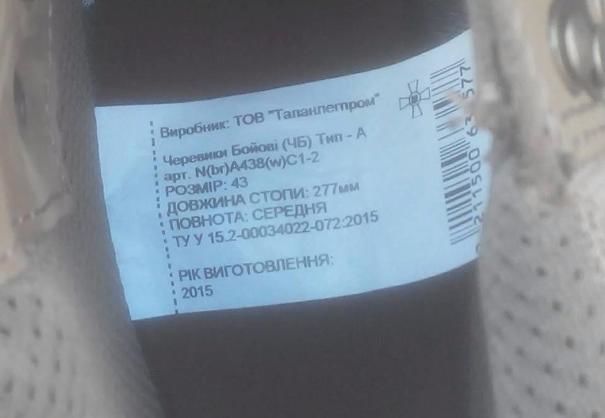 Виробник: ТОВ "Таланлегпром"
Черевики Бойові (ЧБ) Тип - А
арт. N(br)A438(w)C1-2
РОЗМІР: 43
ДОВЖИНА СТОПИ: 277мм
ПОВНОТА: СЕРЕДНЯ
ТУ У 15.2-00034022-072:2015
РІК ВИГОТОВЛЕННЯ:
2015